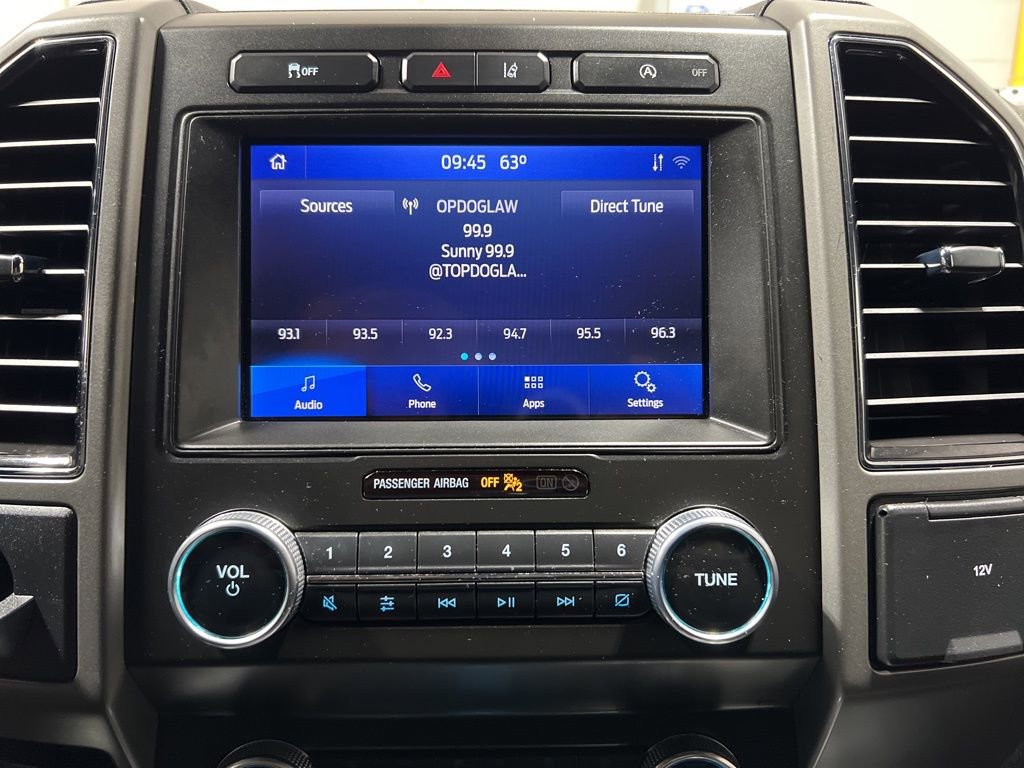 OFF
OFF
09:45 63º
Sources
OPDOGLAW
Direct Tune
99.9
Sunny 99.9
@TOPDOGLA...
93.1 93.5 92.3 94.7 95.5 96.3
Audio Phone Apps Settings
PASSENGER AIRBAG OFF 2 ON
1 2 3 4 5 6
VOL
TUNE
12V